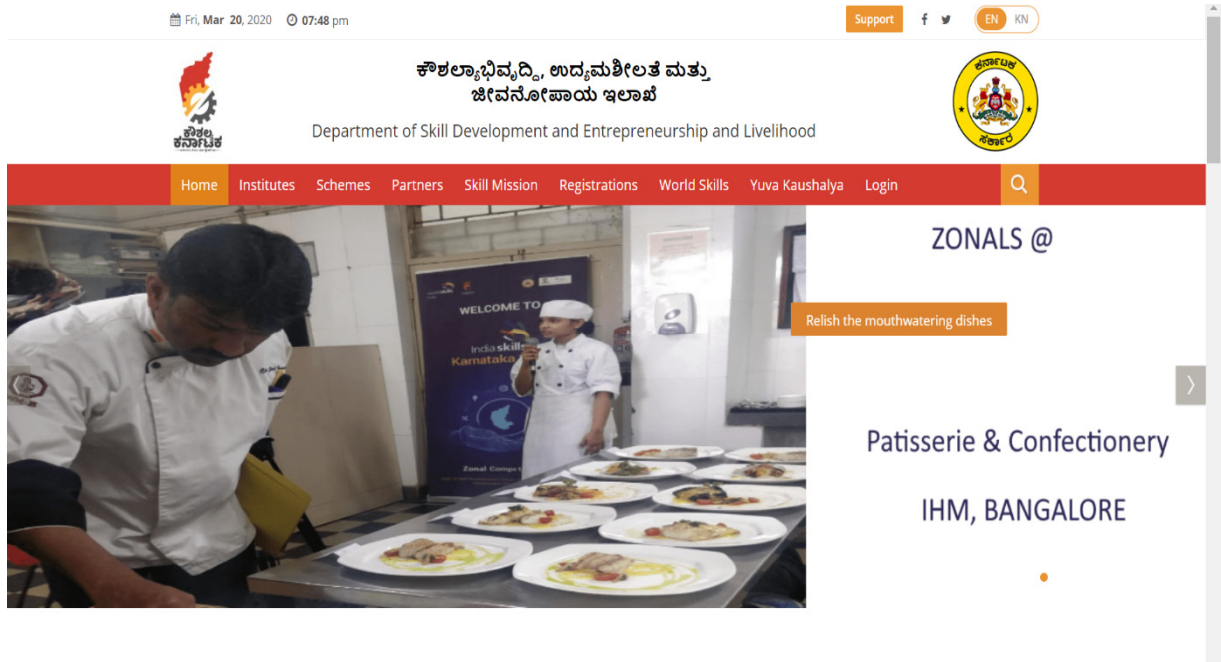 Fri, Mar 20, 2020 07:48 pm
Support
EN KN
ಕೌಶಲ್ಯ ಕರ್ನಾಟಕ
ಕೌಶಲ್ಯಾಭಿವೃದ್ಧಿ, ಉದ್ಯಮಶೀಲತೆ ಮತ್ತು
ಜೀವನೋಪಾಯ ಇಲಾಖೆ
Department of Skill Development and Entrepreneurship and Livelihood
ಕರ್ನಾಟಕ
ಸರ್ಕಾರ
Home Institutes Schemes Partners Skill Mission Registrations World Skills Yuva Kaushalya Login
WELCOME TO
India skills
Karnataka
Zonal Compet
ZONALS @
Relish the mouthwatering dishes
Patisserie & Confectionery
IHM, BANGALORE